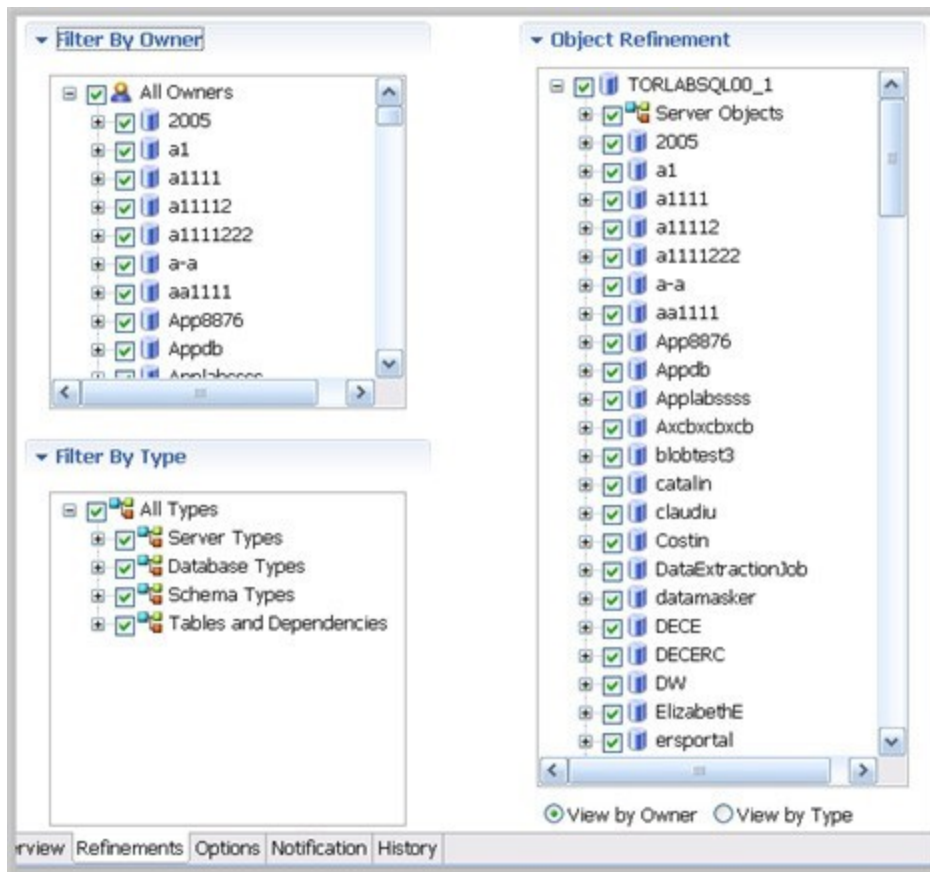 Filter By Owner
All Owners
2005
a1
a1111
a11112
a1111222
a-a
aa1111
App8876
Appdb
Applabssss
Filter By Type
All Types
Server Types
Database Types
Schema Types
Tables and Dependencies
Object Refinement
TORLABSQL00_1
Server Objects
2005
a1
a1111
a11112
a1111222
a-a
aa1111
App8876
Appdb
Applabssss
Axcbxcbxcb
blobtest3
catalin
claudiu
Costin
DataExtractionJob
datamasker
DECE
DECERC
DW
ElizabethE
ersportal
View by Owner View by Type
rview Refinements Options Notification History